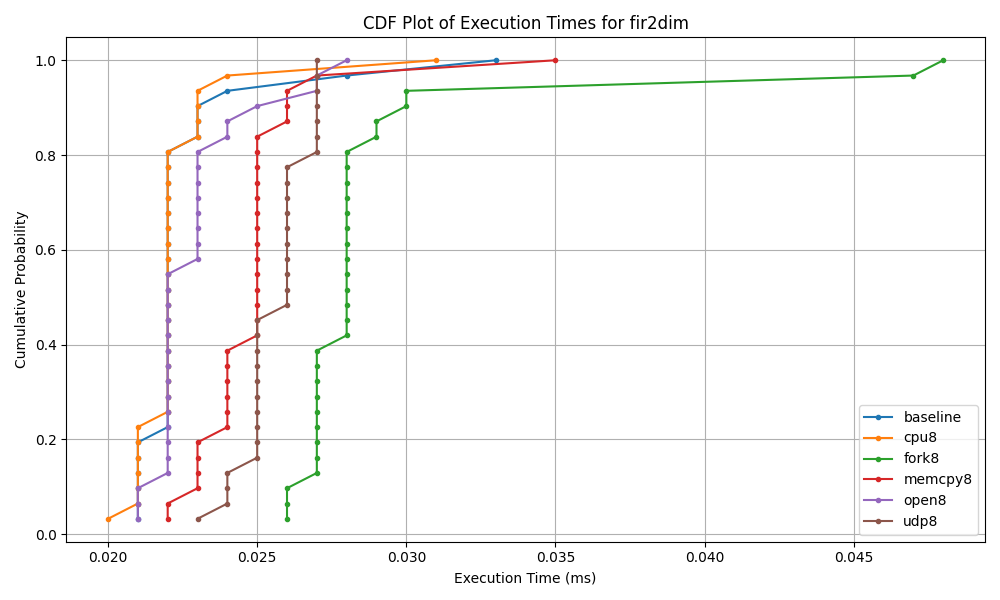 CDF Plot of Execution Times for fir2dim
1.0
0.8
0.6
0.4
0.2
0.0
Cumulative Probability
0.020 0.025 0.030 0.035 0.040 0.045
Execution Time (ms)
baseline
cpu8
fork8
memcpy8
open8
udp8